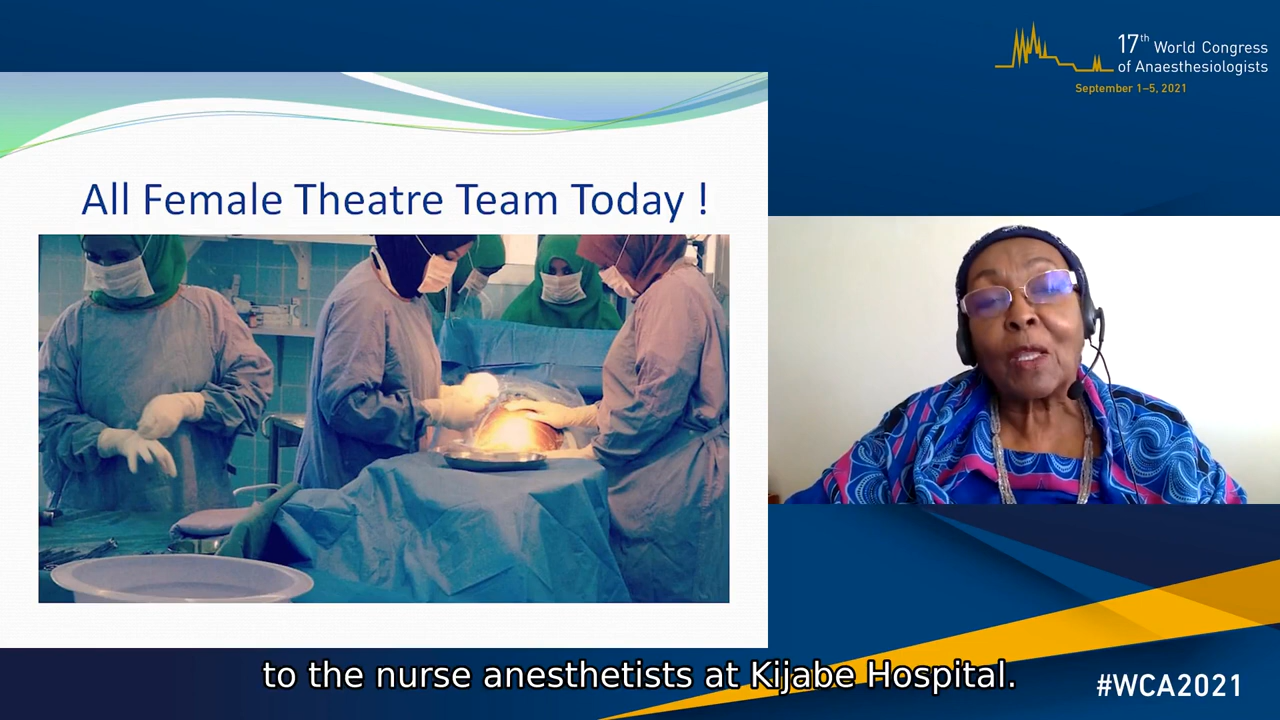 17th World Congress
of Anaesthesiologists
September 1–5, 2021
All Female Theatre Team Today !
to the nurse anesthetists at Kijabe Hospital.
#WCA2021